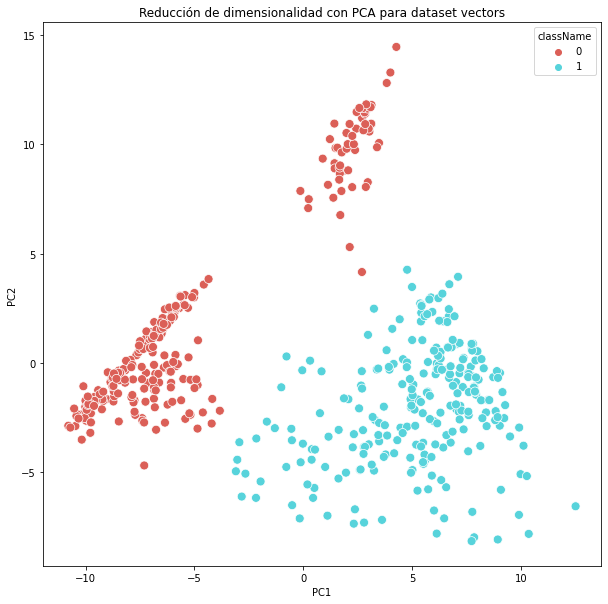 Reducción de dimensionalidad con PCA para dataset vectors
className
0
1
15
10
5
0
−5
PC2
−10 −5 0 5 10
PC1